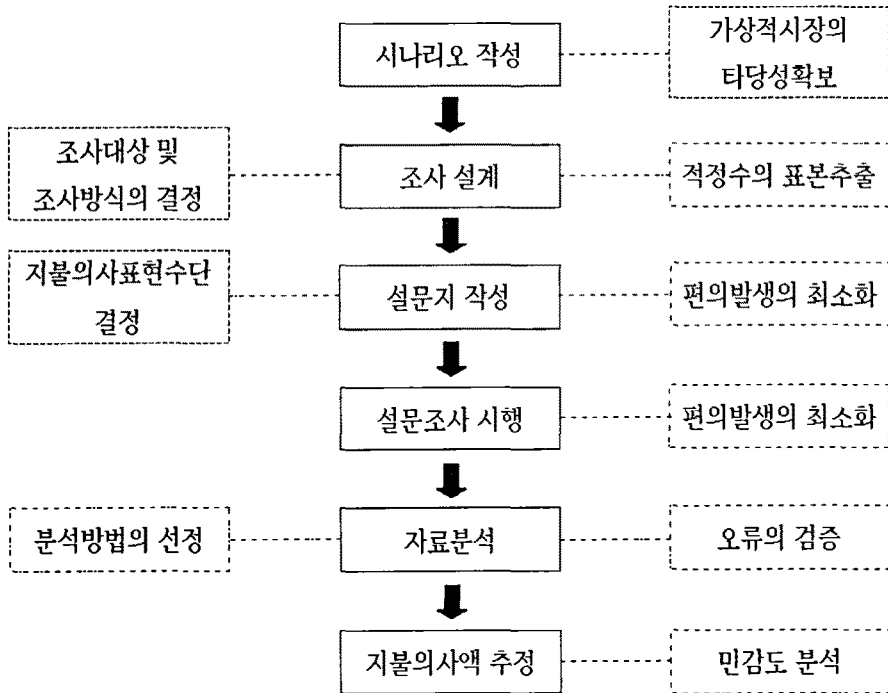 시나리오 작성
가상적시장의
타당성확보
조사대상 및
조사방식의 결정
조사 설계
적정수의 표본추출
지불의사표현수단
결정
설문지 작성
편의발생의 최소화
설문조사 시행
편의발생의 최소화
분석방법의 선정
자료분석
오류의 검증
지불의사액 추정
민감도 분석